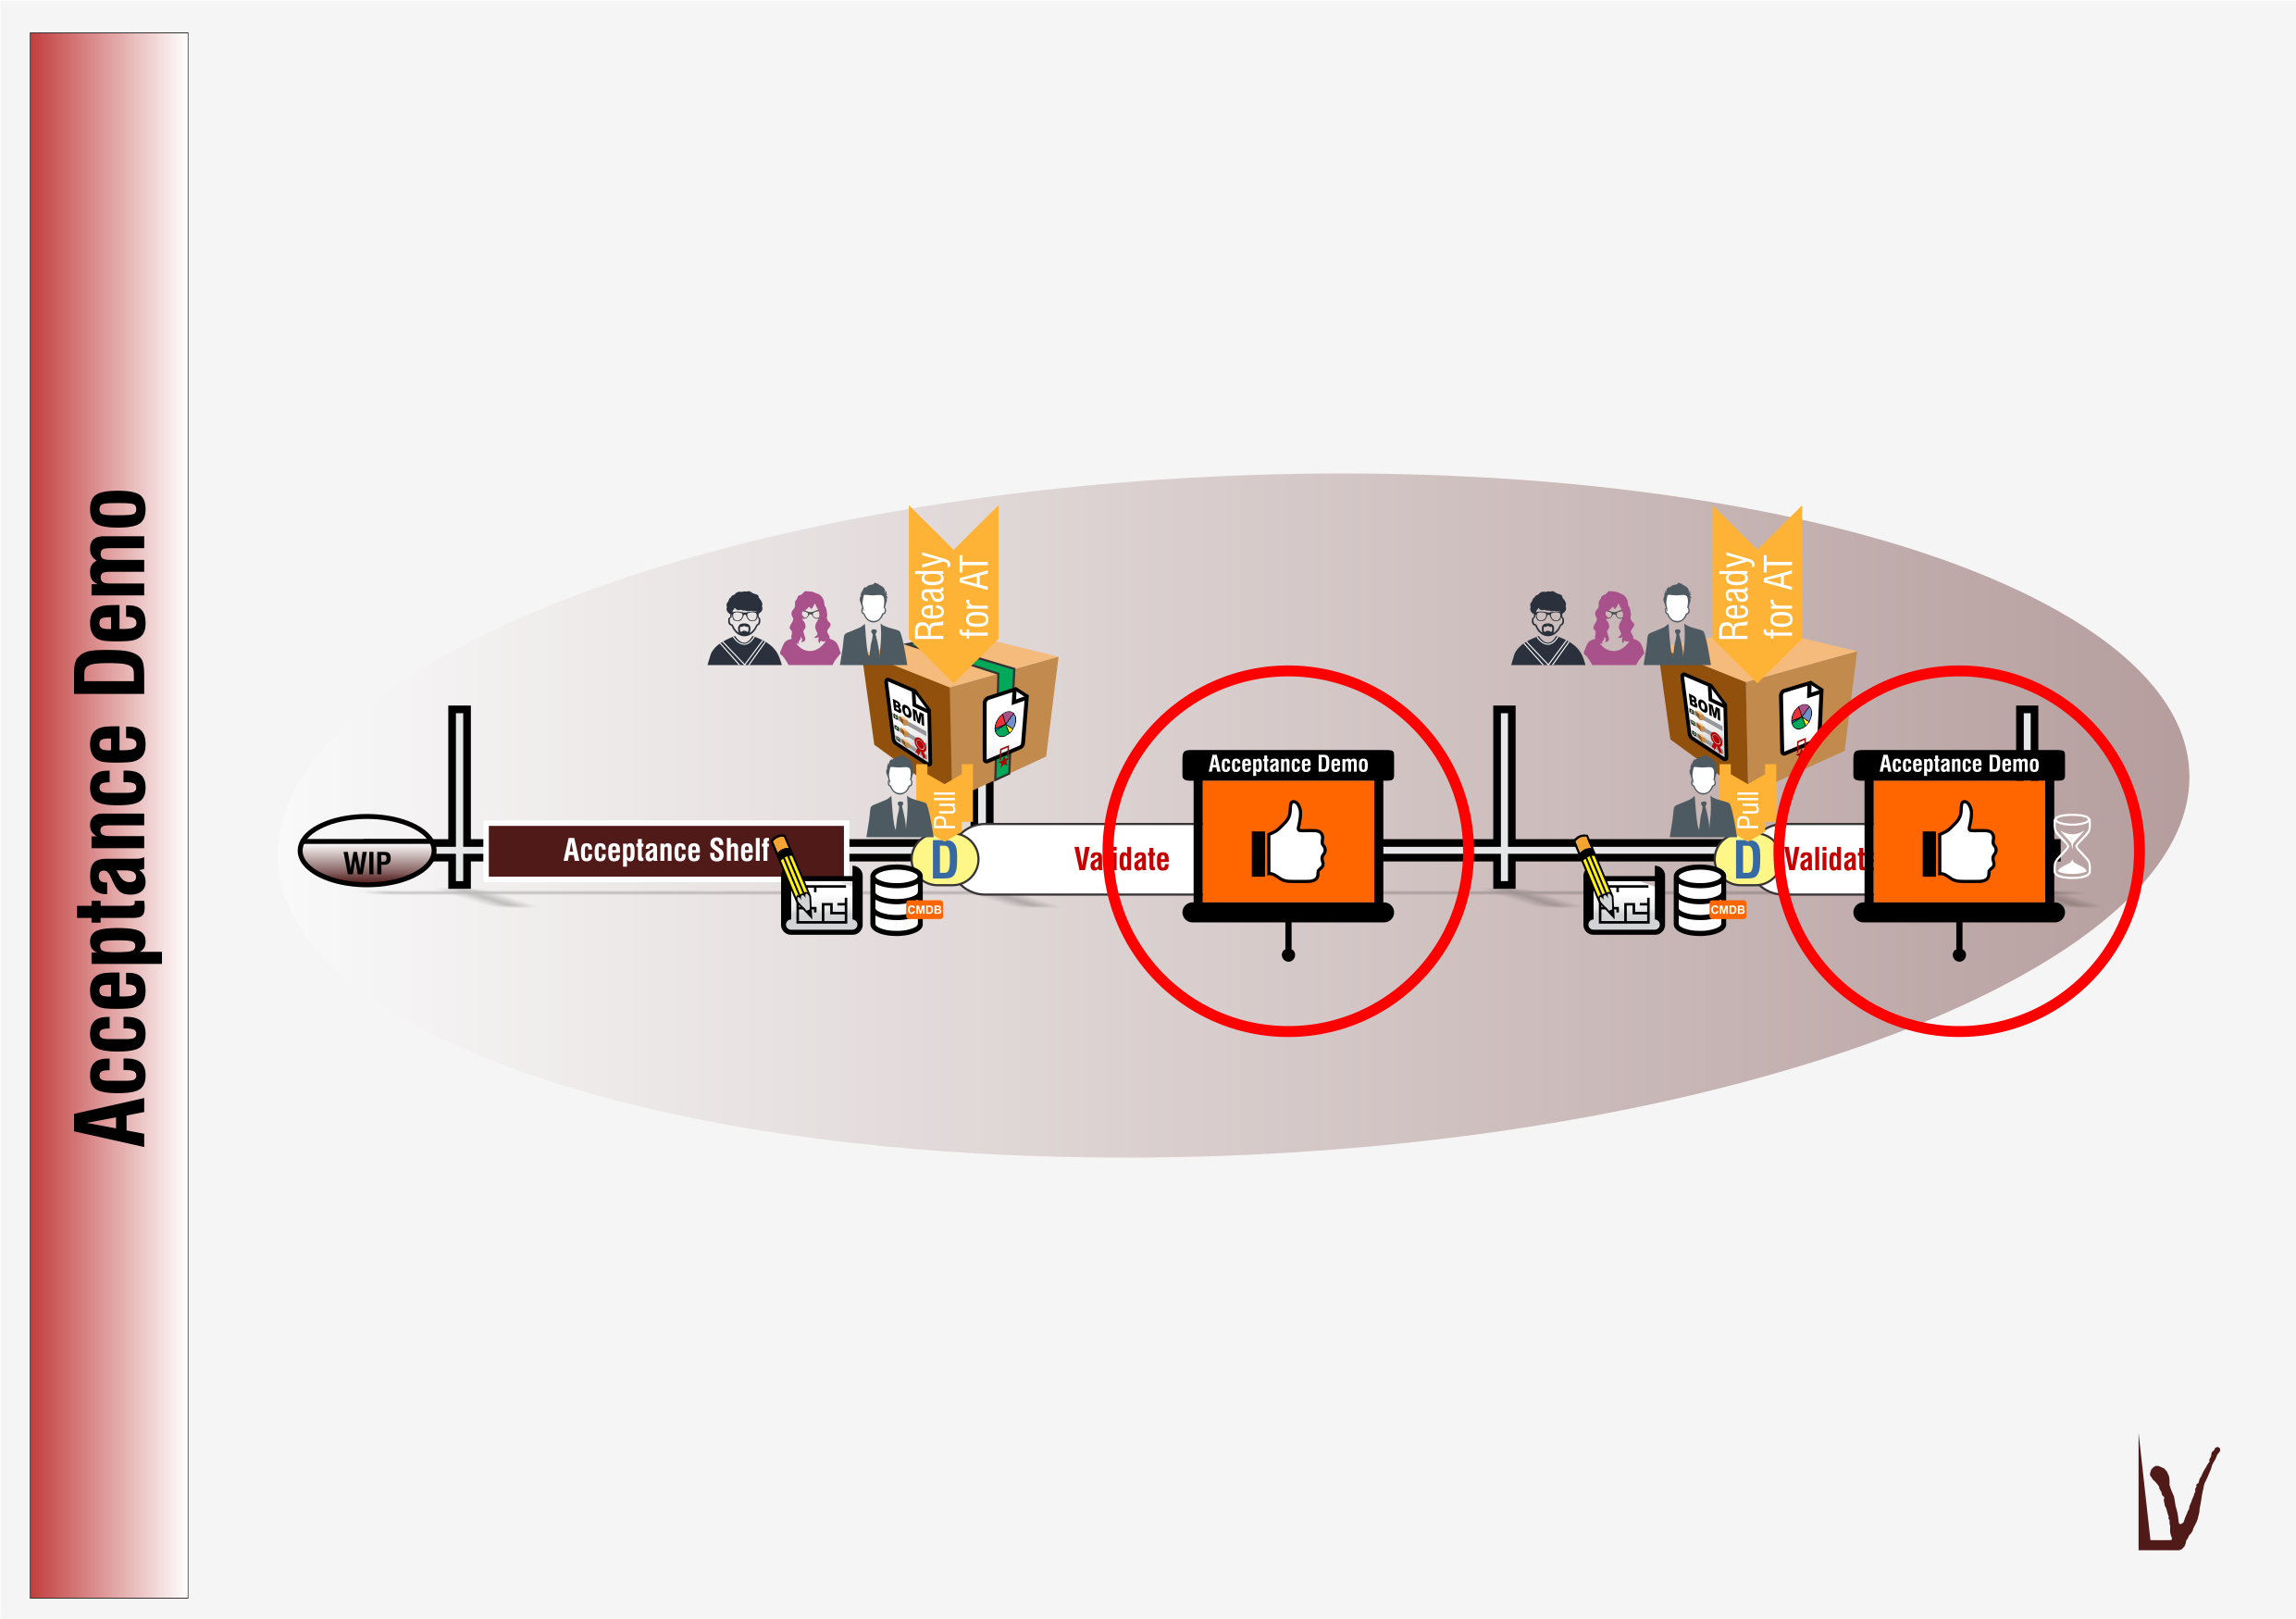 Acceptance Demo
Ready
for AT
BOM
Pull
WIP
Acceptance Shelf
D
CMDB
Validate
Acceptance Demo
Ready
for AT
BOM
Pull
D
CMDB
Validat
Acceptance Demo